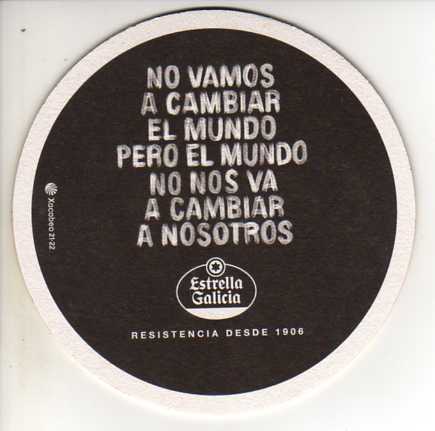 NO VAMOS
A CAMBIAR
EL MUNDO
PERO EL MUNDO
NO NOS VA
A CAMBIAR
A NOSOTROS
Xacobeo 21·22
Estrella
Galicia
RESISTENCIA DESDE 1906